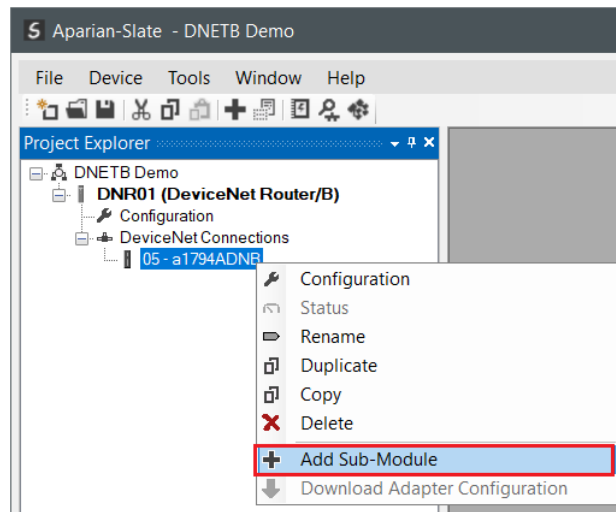 S Aparian-Slate - DNETB Demo
File Device Tools Window Help
Project Explorer
DNETB Demo
DNR01 (DeviceNet Router/B)
Configuration
DeviceNet Connections
05 - a1794ADNB
Configuration
Status
Rename
Duplicate
Copy
Delete
Add Sub-Module
Download Adapter Configuration